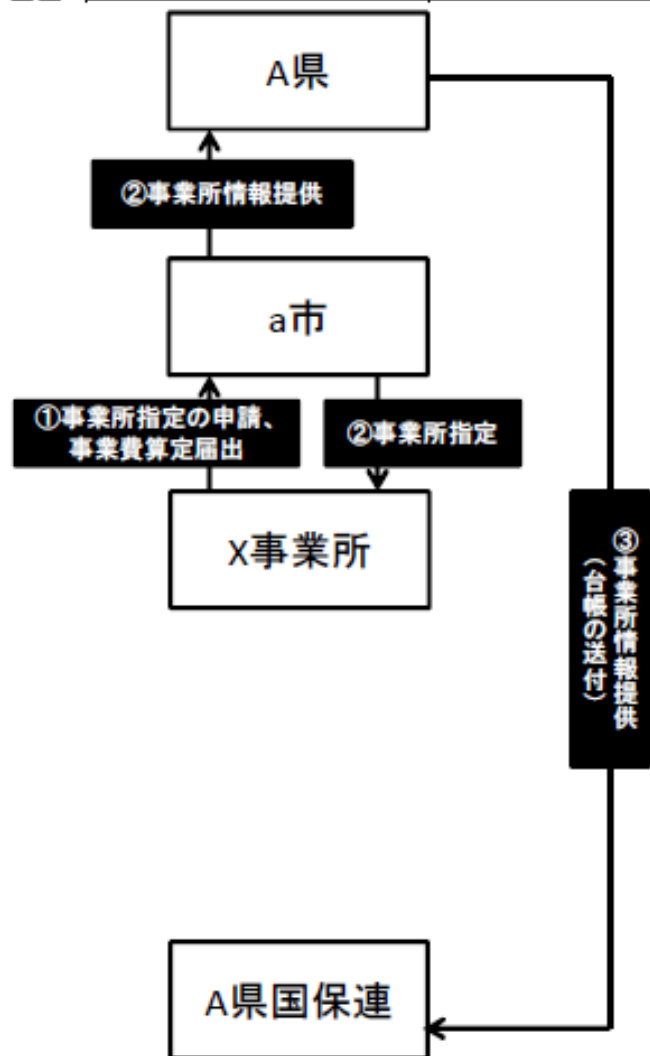 A県
②事業所情報提供
a市
①事業所指定の申請、
事業費算定届出
②事業所指定
X事業所
③事業所情報提供
（台帳の送付）
A県国保連